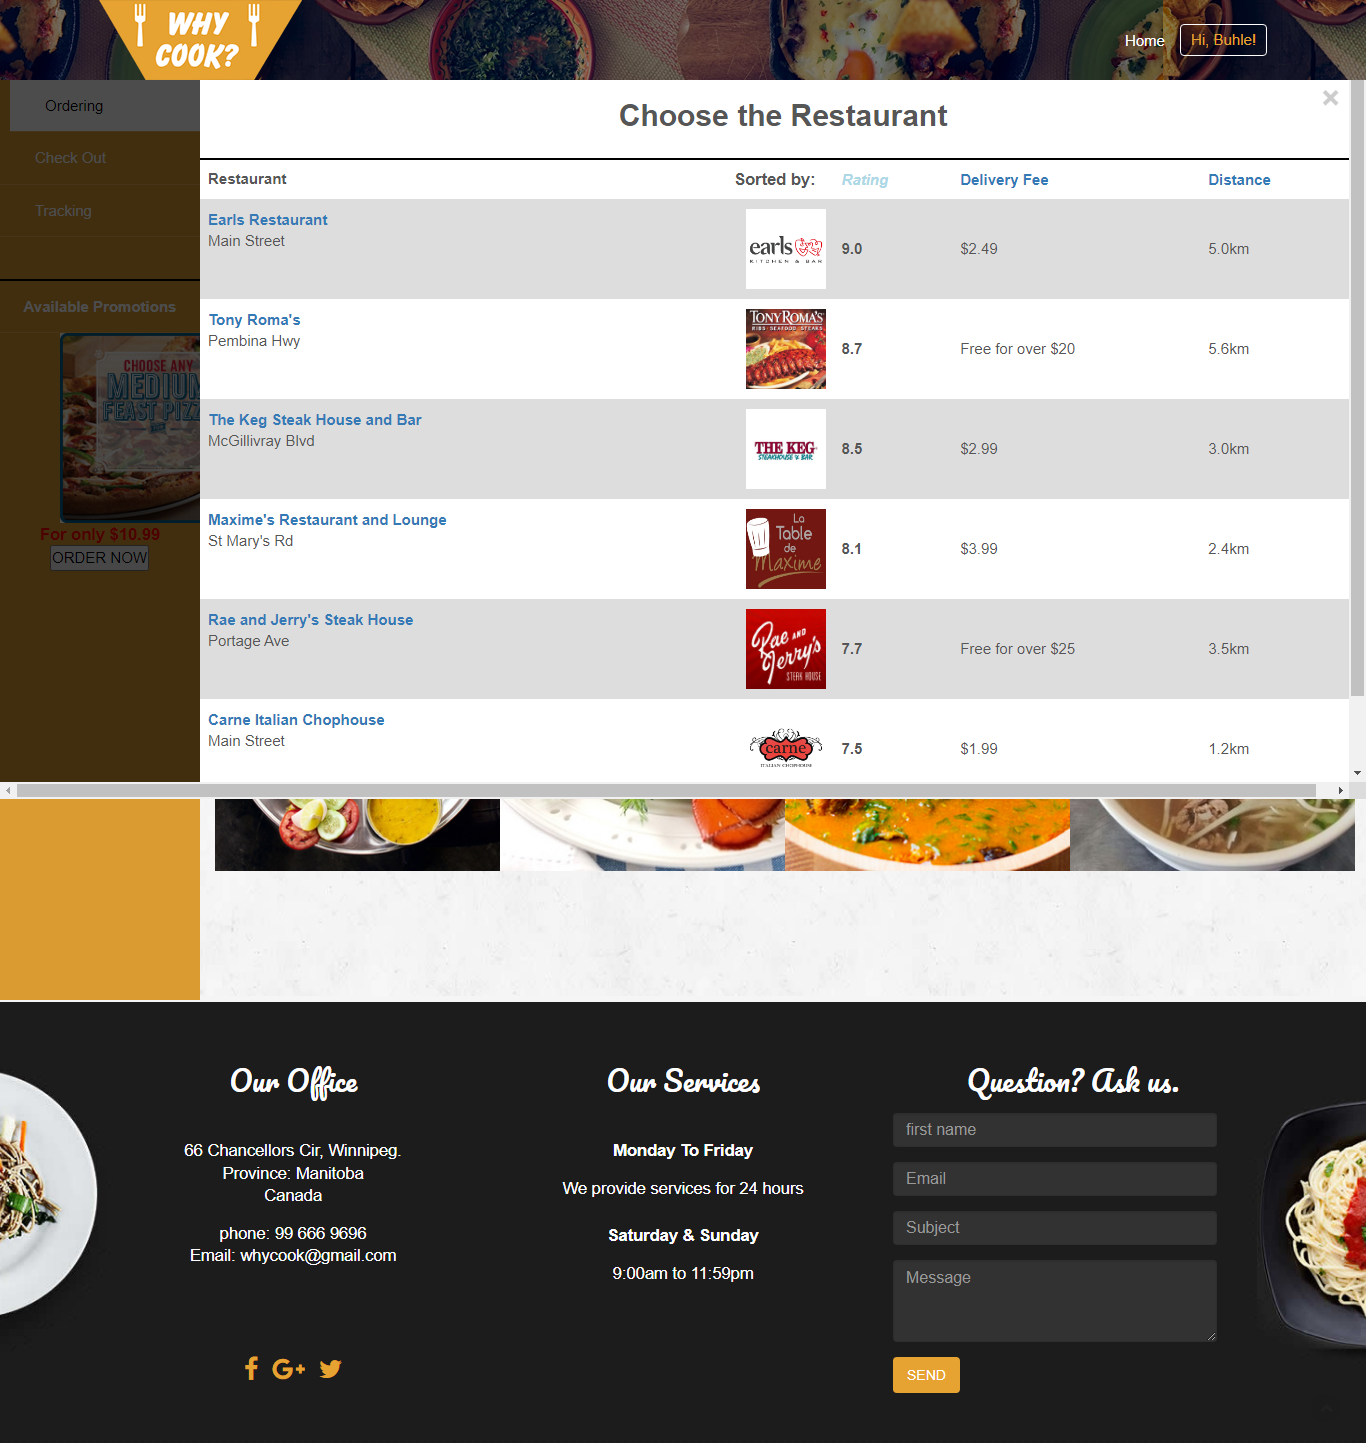 WHY
COOK?
Home
Hi, Buhle!
Ordering
Check Out
Tracking
Available Promotions
CHOOSE ANY
MEDIUM
FEAST PIZZ
For only $10.99
ORDER NOW
×
Choose the Restaurant
Restaurant Sorted by: Rating Delivery Fee Distance
Earls Restaurant
Main Street
earls
KITCHEN & BAR
9.0 $2.49 5.0km
Tony Roma's
Pembina Hwy
TONY ROMA'S
RIBS · SEAFOOD · STEAKS
8.7 Free for over $20 5.6km
The Keg Steak House and Bar
McGillivray Blvd
THE KEG
STEAKHOUSE & BAR
8.5 $2.99 3.0km
Maxime's Restaurant and Lounge
St Mary's Rd
La
Table
de
Maxime
8.1 $3.99 2.4km
Rae and Jerry's Steak House
Portage Ave
Rae AND
Jerry's
STEAK HOUSE
7.7 Free for over $25 3.5km
Carne Italian Chophouse
Main Street
carne
ITALIAN CHOPHOUSE
7.5 $1.99 1.2km
Our Office
66 Chancellors Cir, Winnipeg.
Province: Manitoba
Canada
phone: 99 666 9696
Email: whycook@gmail.com
Our Services
Monday To Friday
We provide services for 24 hours
Saturday & Sunday
9:00am to 11:59pm
Question? Ask us.
first name
Email
Subject
Message
SEND